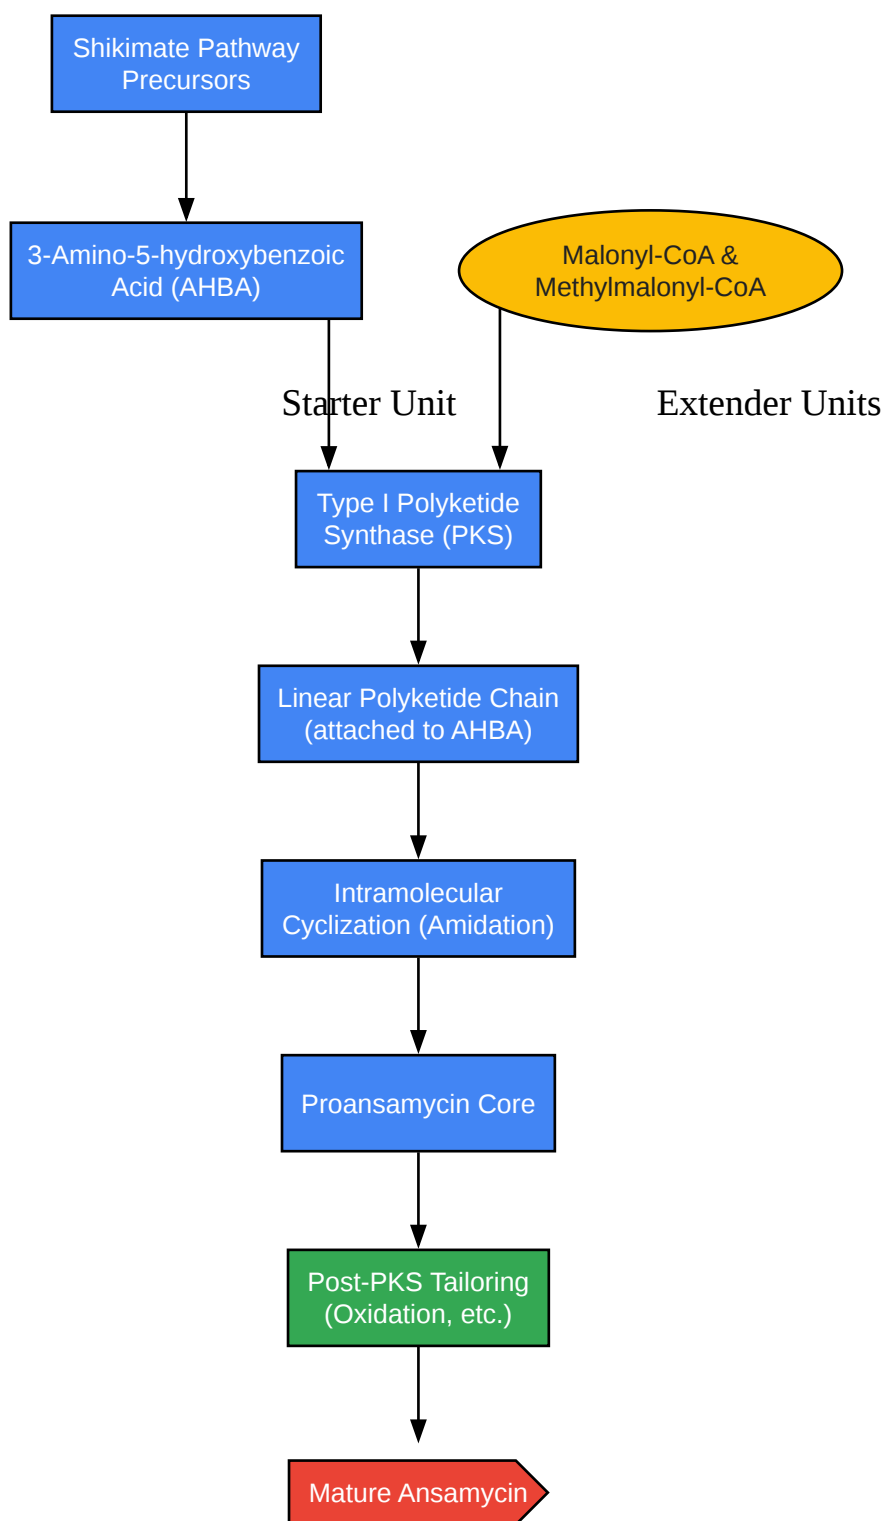 Shikimate Pathway
Precursors
3-Amino-5-hydroxybenzoic
Acid (AHBA)
Malonyl-CoA &
Methylmalonyl-CoA
Starter Unit
Extender Units
Type I Polyketide
Synthase (PKS)
Linear Polyketide Chain
(attached to AHBA)
Intramolecular
Cyclization (Amidation)
Proansamycin Core
Post-PKS Tailoring
(Oxidation, etc.)
Mature Ansamycin